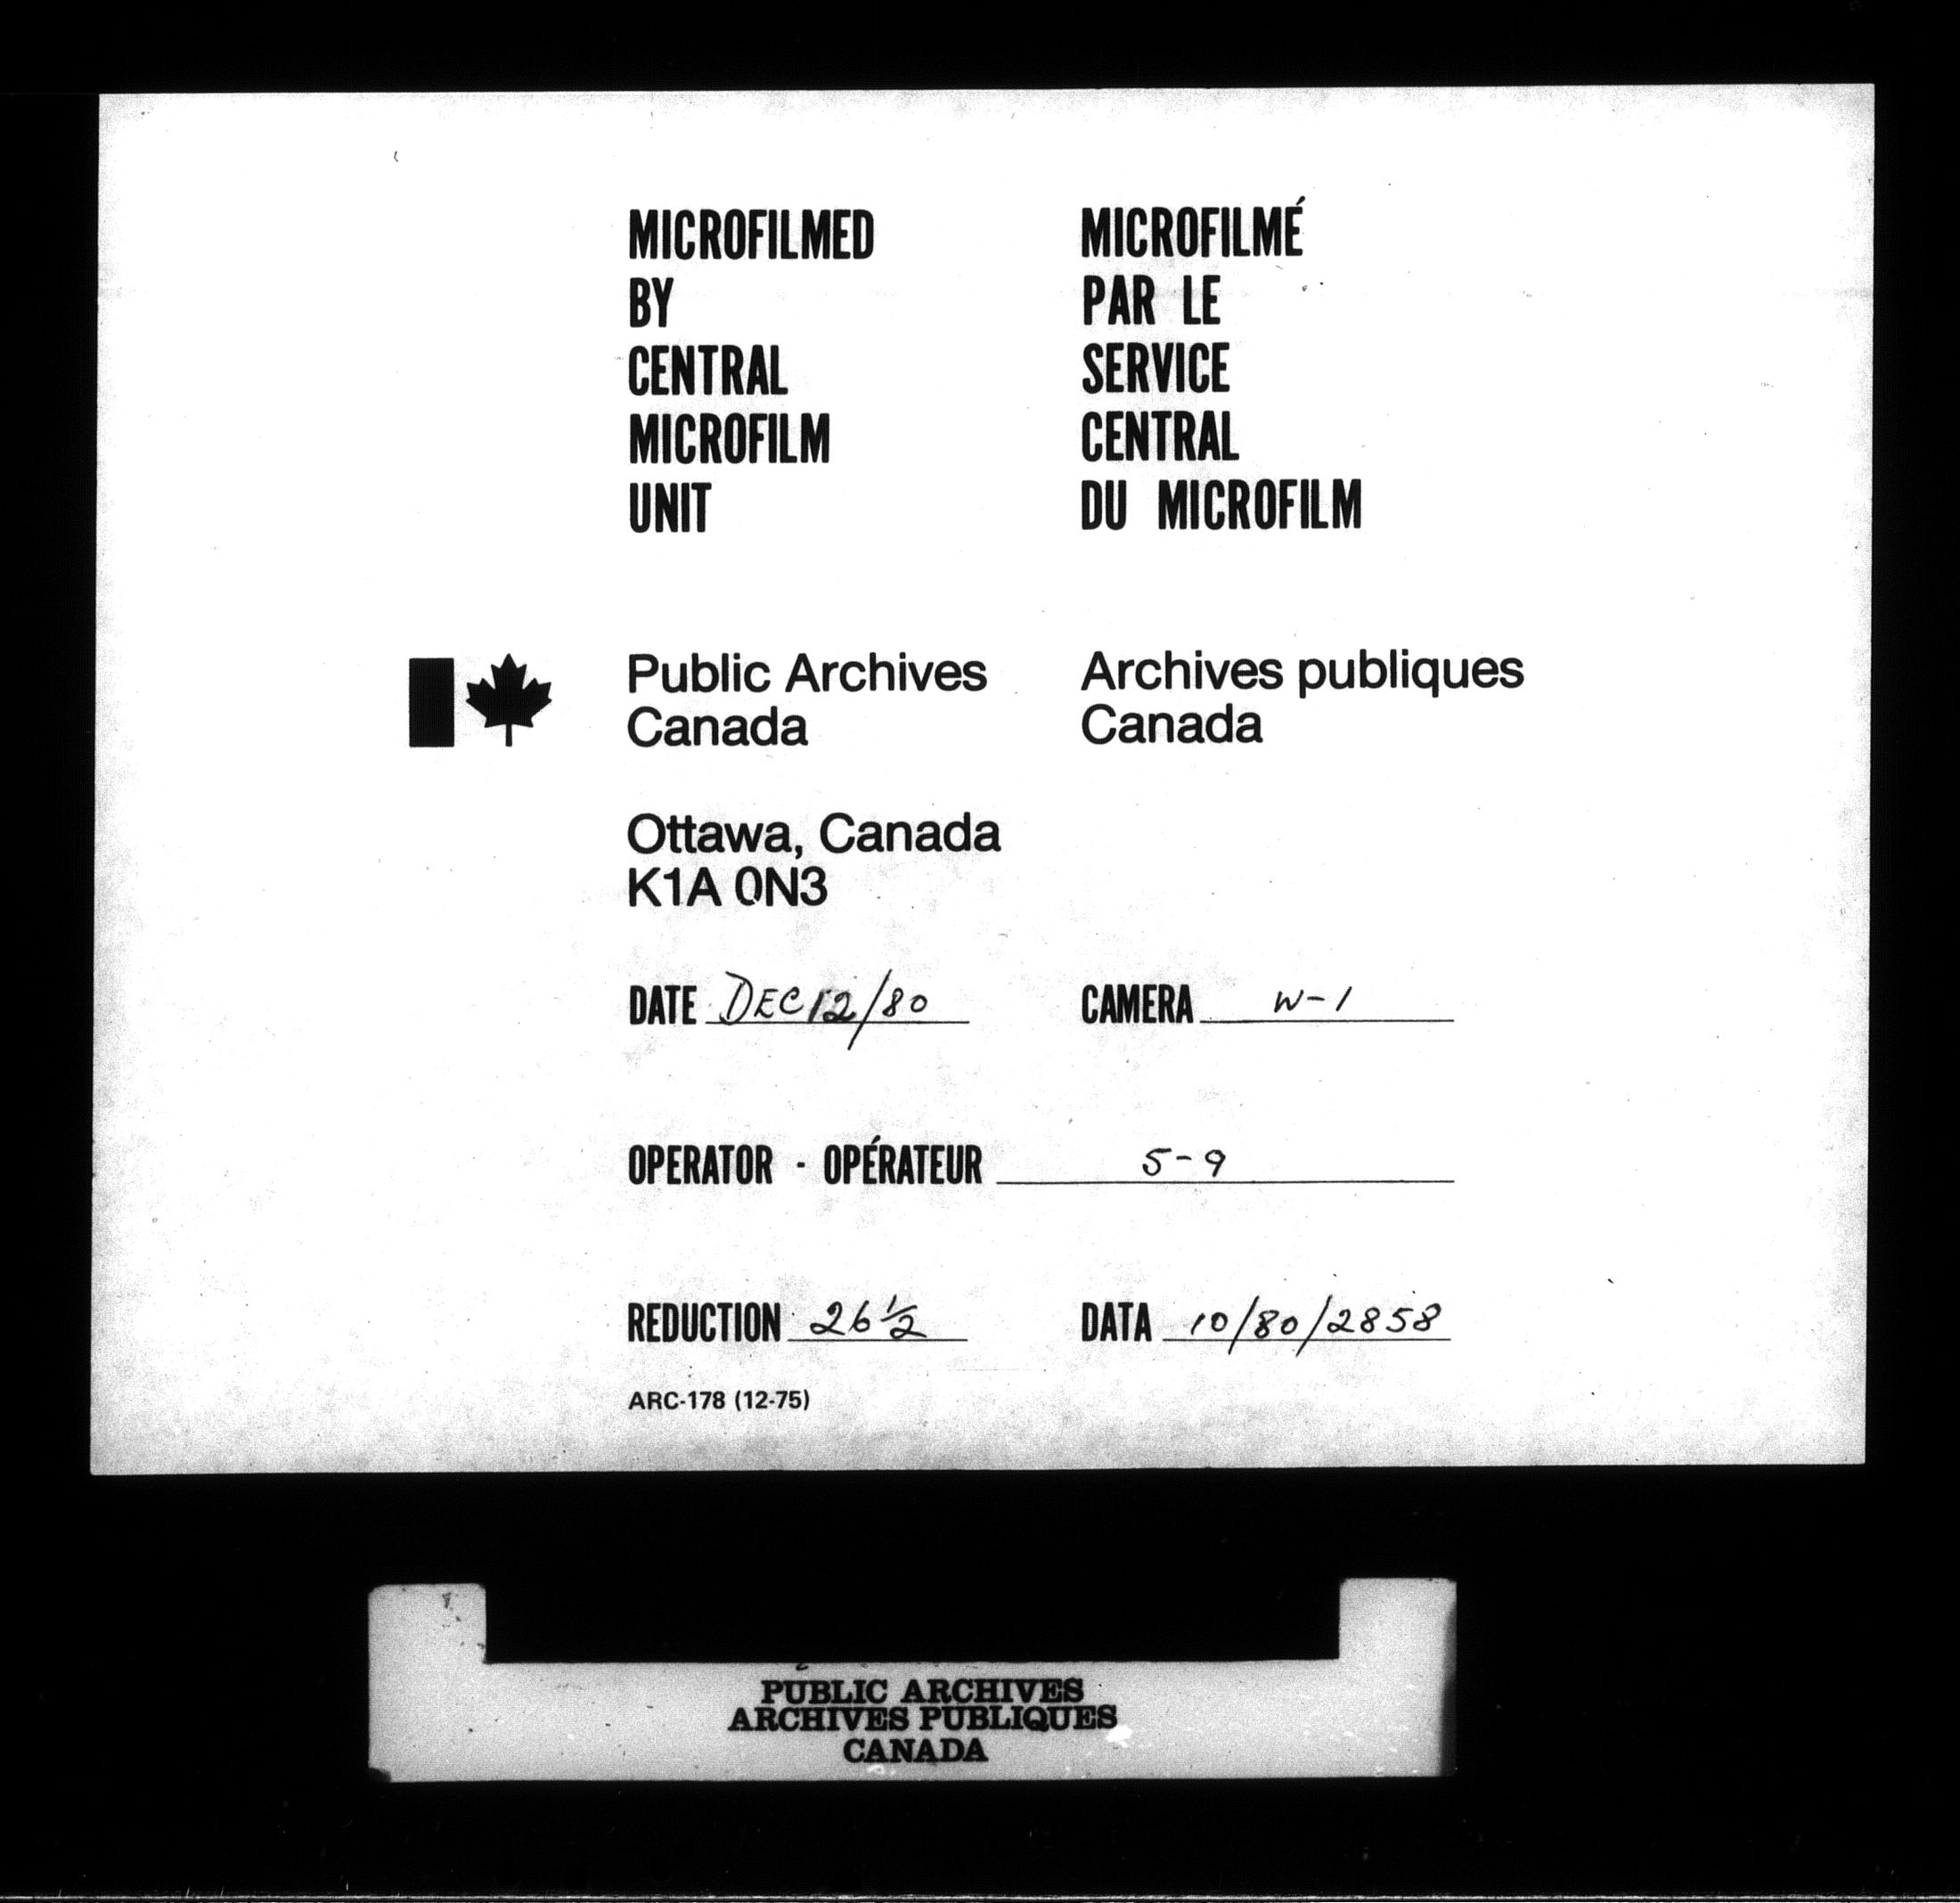 MICROFILMED
BY
CENTRAL
MICROFILM
UNIT
MICROFILMÉ
PAR LE
SERVICE
CENTRAL
DU MICROFILM
Public Archives
Canada
Archives publiques
Canada
Ottawa, Canada
K1A 0N3
DATE DEC 12/80
CAMERA W-1
OPERATOR - OPÉRATEUR 5-9
REDUCTION 26 1/2
DATA 10/80/2858
ARC-178 (12-75)
PUBLIC ARCHIVES
ARCHIVES PUBLIQUES
CANADA